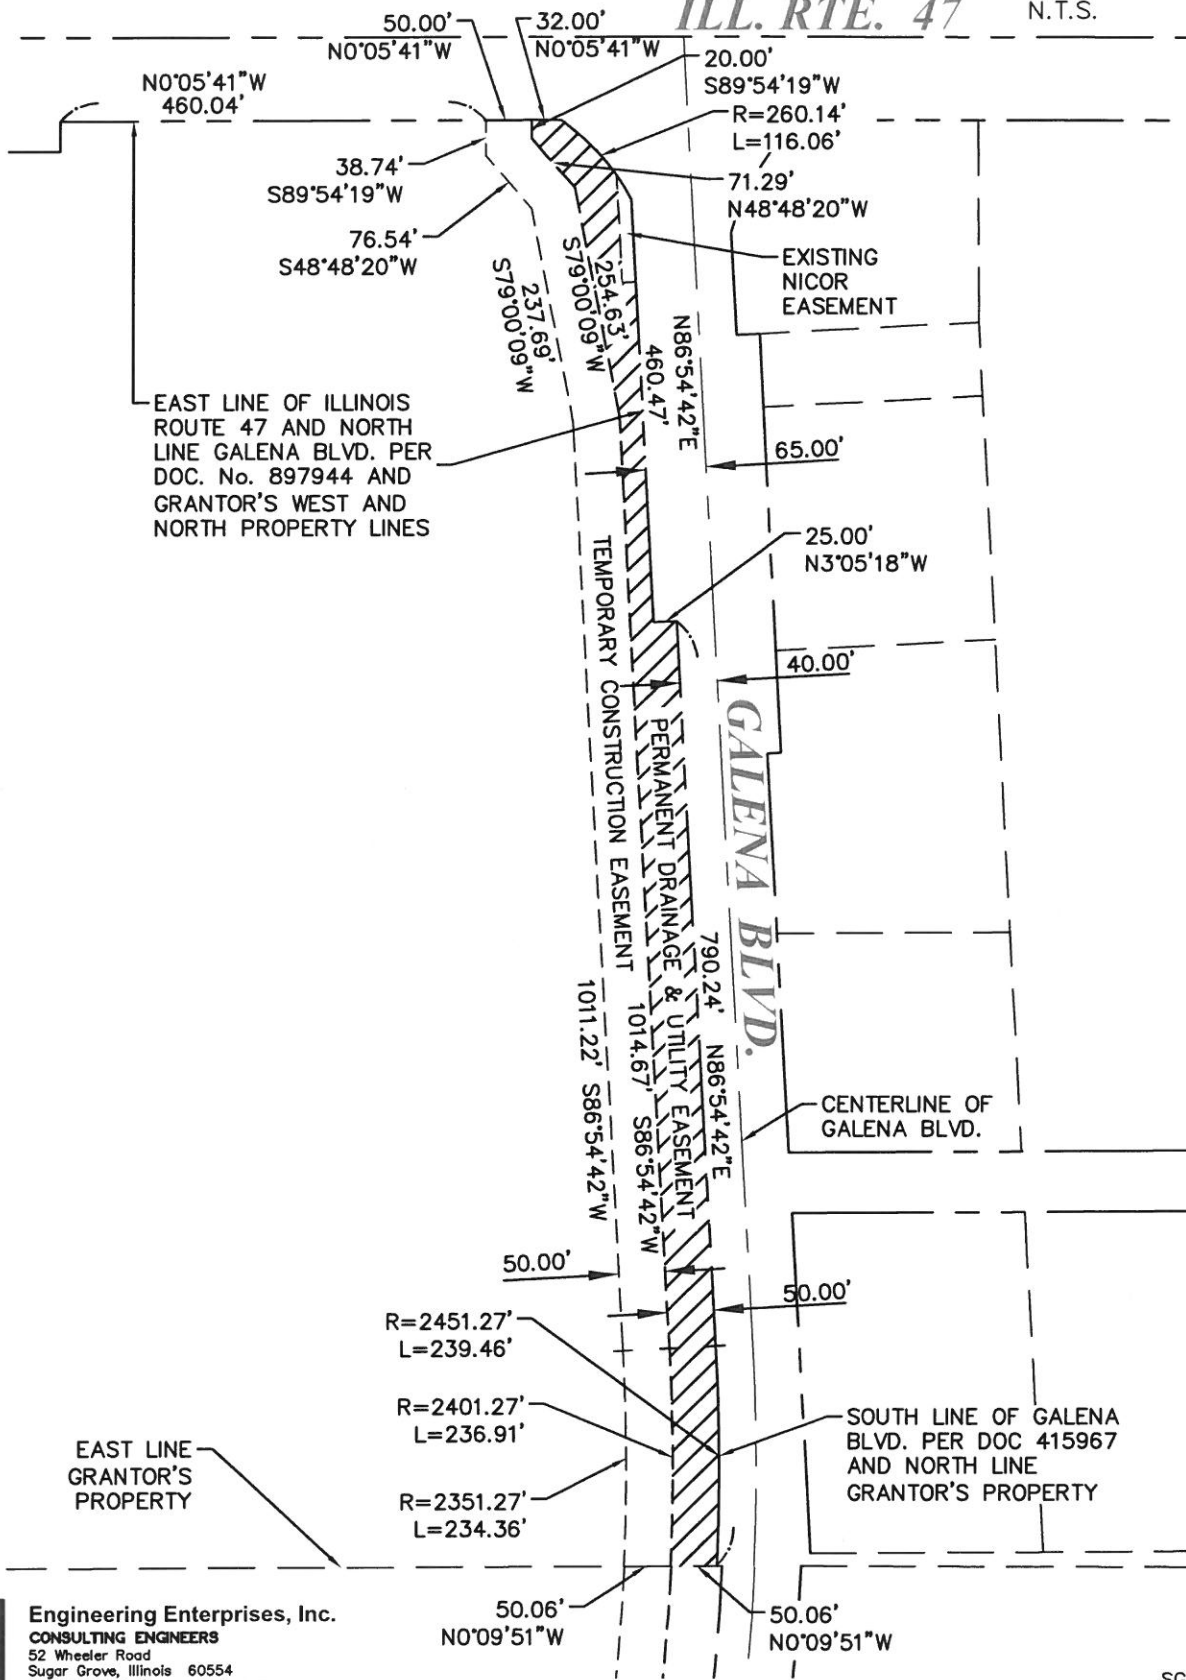 ILL. RTE. 47
N.T.S.
50.00'
N0°05'41"W
32.00'
N0°05'41"W
20.00'
S89°54'19"W
N0°05'41"W
460.04'
R=260.14'
L=116.06'
38.74'
S89°54'19"W
71.29'
N48°48'20"W
76.54'
S48°48'20"W
EXISTING
NICOR
EASEMENT
254.63'
S79°00'09"W
237.69'
S79°00'09"W
N86°54'42"E
460.47'
EAST LINE OF ILLINOIS
ROUTE 47 AND NORTH
LINE GALENA BLVD. PER
DOC. No. 897944 AND
GRANTOR'S WEST AND
NORTH PROPERTY LINES
65.00'
25.00'
N3°05'18"W
40.00'
TEMPORARY CONSTRUCTION EASEMENT
PERMANENT DRAINAGE & UTILITY EASEMENT
GALENA BLVD.
790.24' N86°54'42"E
1014.67' S86°54'42"W
1011.22' S86°54'42"W
CENTERLINE OF
GALENA BLVD.
50.00'
50.00'
R=2451.27'
L=239.46'
R=2401.27'
L=236.91'
R=2351.27'
L=234.36'
SOUTH LINE OF GALENA
BLVD. PER DOC 415967
AND NORTH LINE
GRANTOR'S PROPERTY
EAST LINE
GRANTOR'S
PROPERTY
50.06'
N0°09'51"W
50.06'
N0°09'51"W
Engineering Enterprises, Inc.
CONSULTING ENGINEERS
52 Wheeler Road
Sugar Grove, Illinois 60554